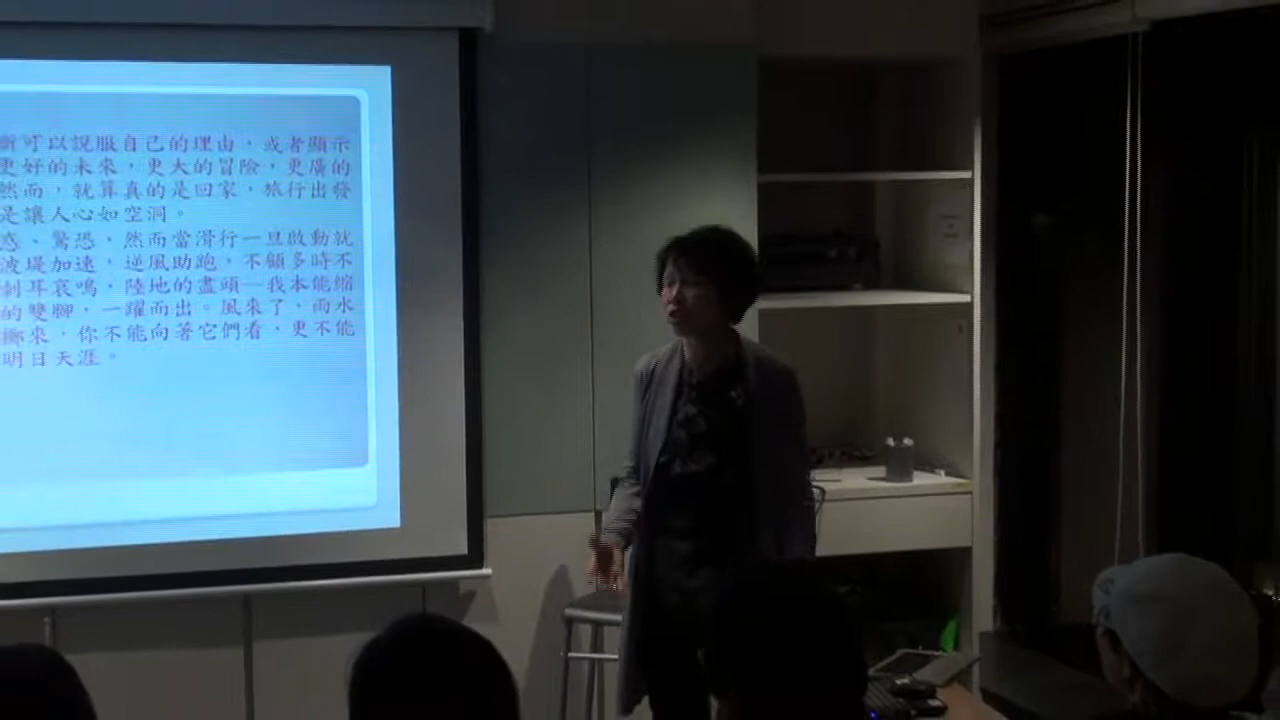 斷可以說服自己的理由，或者顯示
更好的未來，更大的冒險，更廣的
然而，就算真的是回家，旅行出發
是讓人心如空洞。
惑、驚恐，然而當滑行一旦啟動就
波堤加速，逆風助跑，不顧多時不
刺耳哀鳴，陸地的盡頭─我本能縮
的雙腳，一躍而出。風來了，雨水
擲來，你不能向著它們看，更不能
明日天涯。